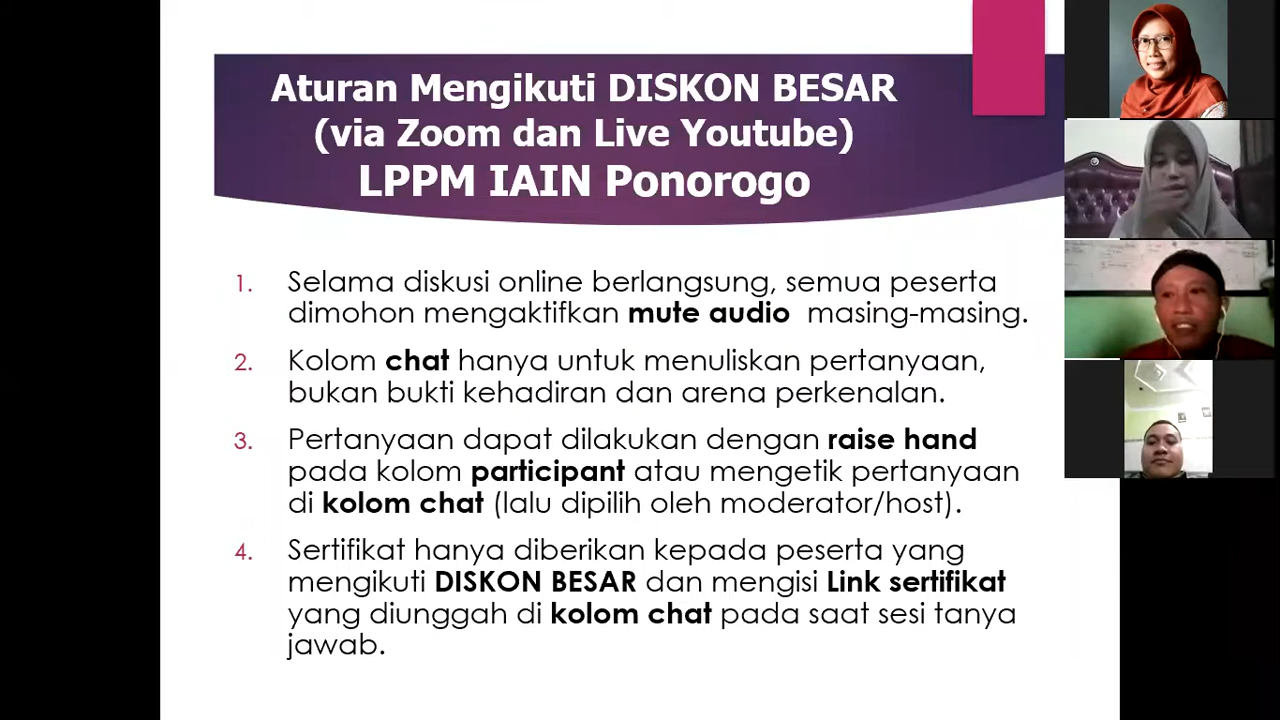 Aturan Mengikuti DISKON BESAR
(via Zoom dan Live Youtube)
LPPM IAIN Ponorogo
1. Selama diskusi online berlangsung, semua peserta
dimohon mengaktifkan mute audio masing-masing.
2. Kolom chat hanya untuk menuliskan pertanyaan,
bukan bukti kehadiran dan arena perkenalan.
3. Pertanyaan dapat dilakukan dengan raise hand
pada kolom participant atau mengetik pertanyaan
di kolom chat (lalu dipilih oleh moderator/host).
4. Sertifikat hanya diberikan kepada peserta yang
mengikuti DISKON BESAR dan mengisi Link sertifikat
yang diunggah di kolom chat pada saat sesi tanya
jawab.